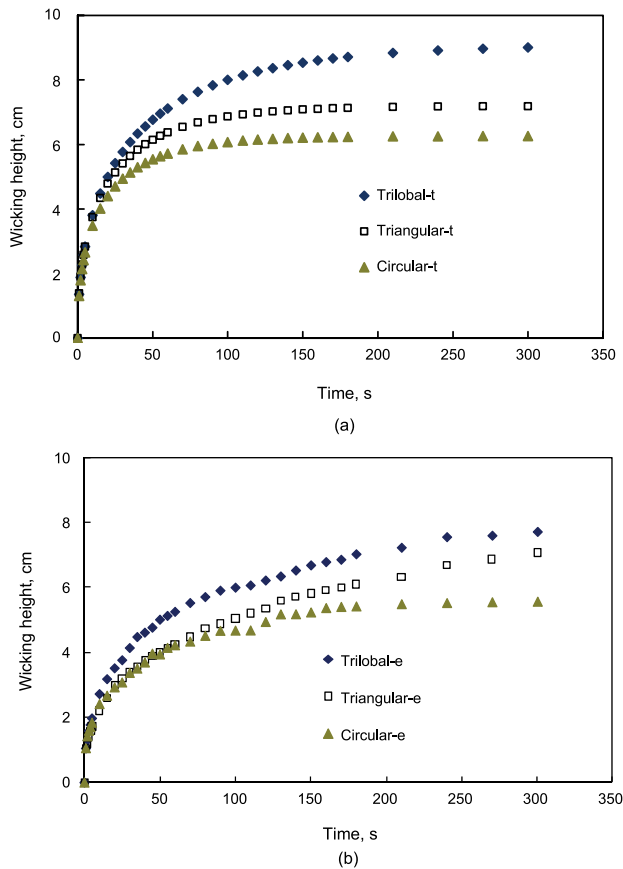 10
8
6
4
2
0
Wicking height, cm
Trilobal-t
Triangular-t
Circular-t
0 50 100 150 200 250 300 350
Time, s
(a)
10
8
6
4
2
0
Wicking height, cm
Trilobal-e
Triangular-e
Circular-e
0 50 100 150 200 250 300 350
Time, s
(b)